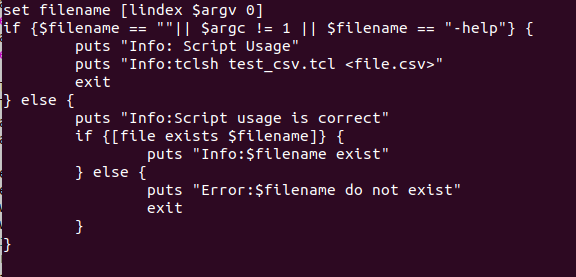 set filename [lindex $argv 0]
if {$filename == ""|| $argc != 1 || $filename == "-help"} {
        puts "Info: Script Usage"
        puts "Info:tclsh test_csv.tcl <file.csv>"
        exit
} else {
        puts "Info:Script usage is correct"
        if {[file exists $filename]} {
                puts "Info:$filename exist"
        } else {
                puts "Error:$filename do not exist"
                exit
        }
}